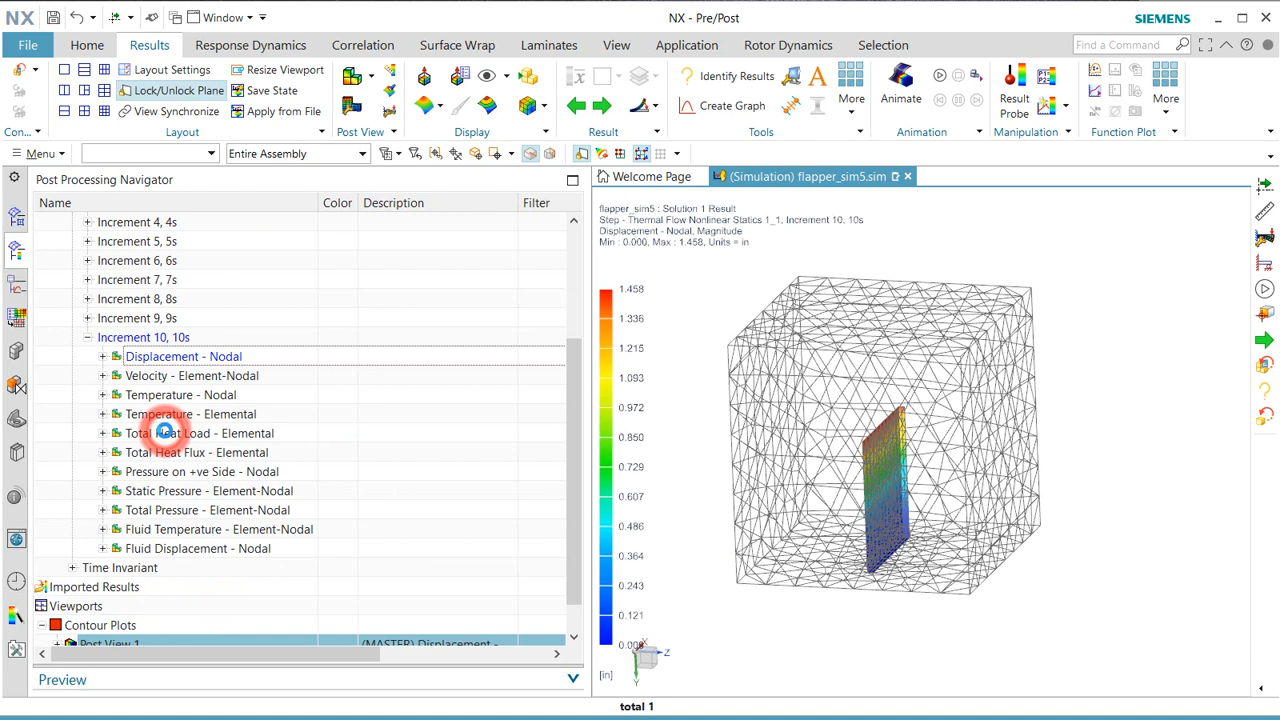 NX
Window
NX - Pre/Post
SIEMENS
File
Home
Results
Response Dynamics
Correlation
Surface Wrap
Laminates
View
Application
Rotor Dynamics
Selection
Find a Command
Layout Settings
Resize Viewport
Lock/Unlock Plane
Save State
View Synchronize
Apply from File
Identify Results
Create Graph
More
Animate
Result
Probe
More
Con...
Layout
Post View
Display
Result
Tools
Animation
Manipulation
Function Plot
Menu
Entire Assembly
Post Processing Navigator
Welcome Page
(Simulation) flapper_sim5.sim
Name
Color
Description
Filter
Increment 4, 4s
Increment 5, 5s
Increment 6, 6s
Increment 7, 7s
Increment 8, 8s
Increment 9, 9s
Increment 10, 10s
Displacement - Nodal
Velocity - Element-Nodal
Temperature - Nodal
Temperature - Elemental
Total Heat Load - Elemental
Total Heat Flux - Elemental
Pressure on +ve Side - Nodal
Static Pressure - Element-Nodal
Total Pressure - Element-Nodal
Fluid Temperature - Element-Nodal
Fluid Displacement - Nodal
Time Invariant
Imported Results
Viewports
Contour Plots
Post View 1
(MASTER) Displacement -
Preview
flapper_sim5 : Solution 1 Result
Step - Thermal Flow Nonlinear Statics 1_1, Increment 10, 10s
Displacement - Nodal, Magnitude
Min : 0.000, Max : 1.458, Units = in
1.458
1.336
1.215
1.093
0.972
0.850
0.729
0.607
0.486
0.364
0.243
0.121
[in]
X
Z
Y
total 1